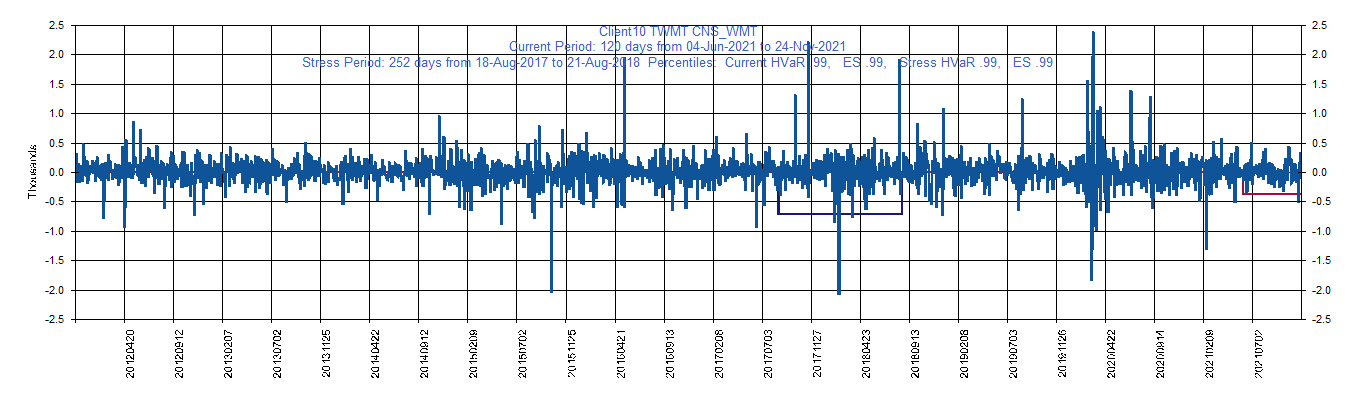 Client10 TWMT CNS_WMT
Current Period: 120 days from 04-Jun-2021 to 24-Nov-2021
Stress Period: 252 days from 18-Aug-2017 to 21-Aug-2018  Percentiles:  Current HVaR .99,   ES .99,   Stress HVaR .99,   ES .99
2.5 2.5
2.0 2.0
1.5 1.5
1.0 1.0
0.5 0.5
0.0 0.0
-0.5 -0.5
-1.0 -1.0
-1.5 -1.5
-2.0 -2.0
-2.5 -2.5
Thousands
20120420 20120912 20130207 20130702 20131125 20140422 20140912 20150209 20150702 20151125 20160421 20160913 20170208 20170703 20171127 20180423 20180913 20190208 20190703 20191126 20200422 20200914 20210209 20210702